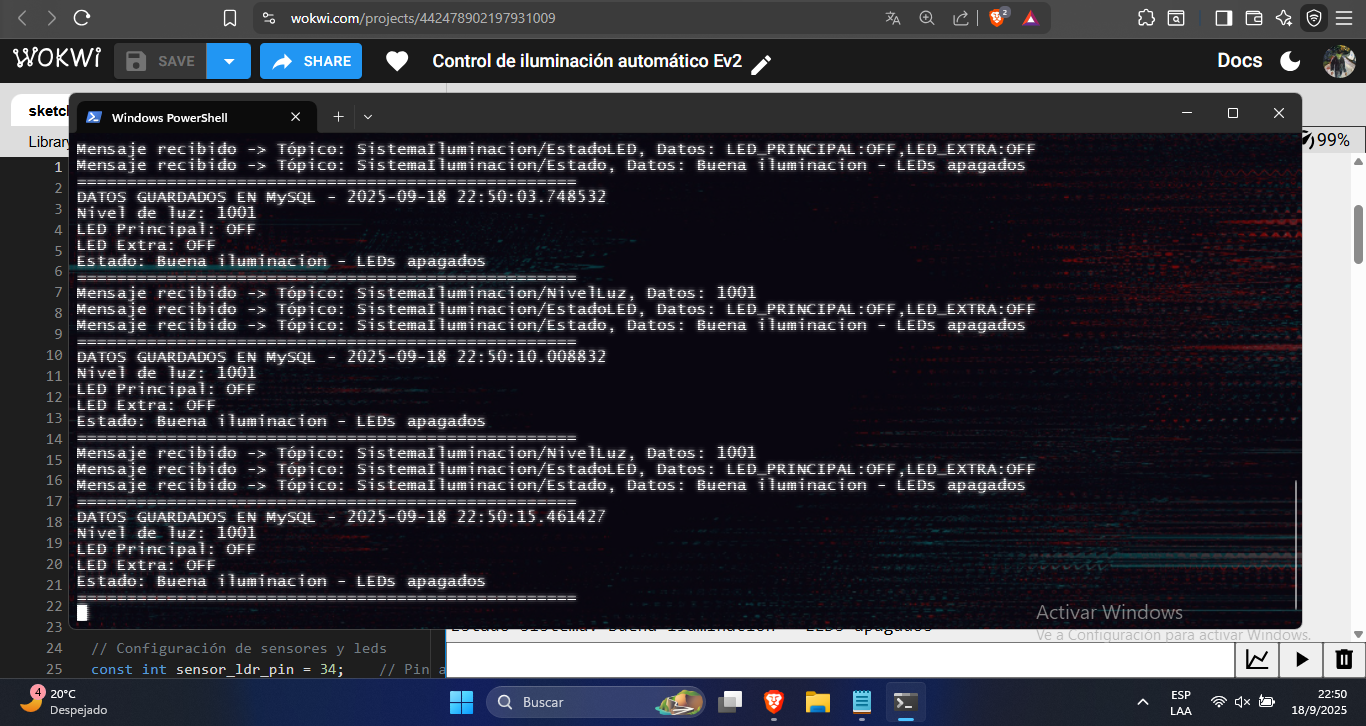 wokwi.com/projects/442478902197931009
2
WOKWI
SAVE
SHARE
Control de iluminación automático Ev2
Docs
sketch
Windows PowerShell
Library
99%
Mensaje recibido -> Tópico: SistemaIluminacion/EstadoLED, Datos: LED_PRINCIPAL:OFF,LED_EXTRA:OFF
Mensaje recibido -> Tópico: SistemaIluminacion/Estado, Datos: Buena iluminacion - LEDs apagados
==================================================
DATOS GUARDADOS EN MySQL - 2025-09-18 22:50:03.748532
Nivel de luz: 1001
LED Principal: OFF
LED Extra: OFF
Estado: Buena iluminacion - LEDs apagados
==================================================
Mensaje recibido -> Tópico: SistemaIluminacion/NivelLuz, Datos: 1001
Mensaje recibido -> Tópico: SistemaIluminacion/EstadoLED, Datos: LED_PRINCIPAL:OFF,LED_EXTRA:OFF
Mensaje recibido -> Tópico: SistemaIluminacion/Estado, Datos: Buena iluminacion - LEDs apagados
==================================================
DATOS GUARDADOS EN MySQL - 2025-09-18 22:50:10.008832
Nivel de luz: 1001
LED Principal: OFF
LED Extra: OFF
Estado: Buena iluminacion - LEDs apagados
==================================================
Mensaje recibido -> Tópico: SistemaIluminacion/NivelLuz, Datos: 1001
Mensaje recibido -> Tópico: SistemaIluminacion/EstadoLED, Datos: LED_PRINCIPAL:OFF,LED_EXTRA:OFF
Mensaje recibido -> Tópico: SistemaIluminacion/Estado, Datos: Buena iluminacion - LEDs apagados
==================================================
DATOS GUARDADOS EN MySQL - 2025-09-18 22:50:15.461427
Nivel de luz: 1001
LED Principal: OFF
LED Extra: OFF
Estado: Buena iluminacion - LEDs apagados
==================================================
1
2
3
4
5
6
7
8
9
10
11
12
13
14
15
16
17
18
19
20
21
22
23
24 // Configuración de sensores y leds
25 const int sensor_ldr_pin = 34; // Pin a
Activar Windows
Ve a Configuración para activar Windows.
4
20°C
Despejado
Buscar
ESP
LAA
22:50
18/9/2025